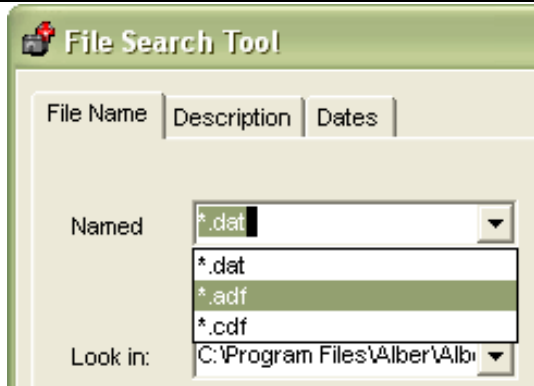 File Search Tool
File Name Description Dates
Named *.dat
*.dat
*.adf
*.cdf
Look in: C:\Program Files\Alber\Alb